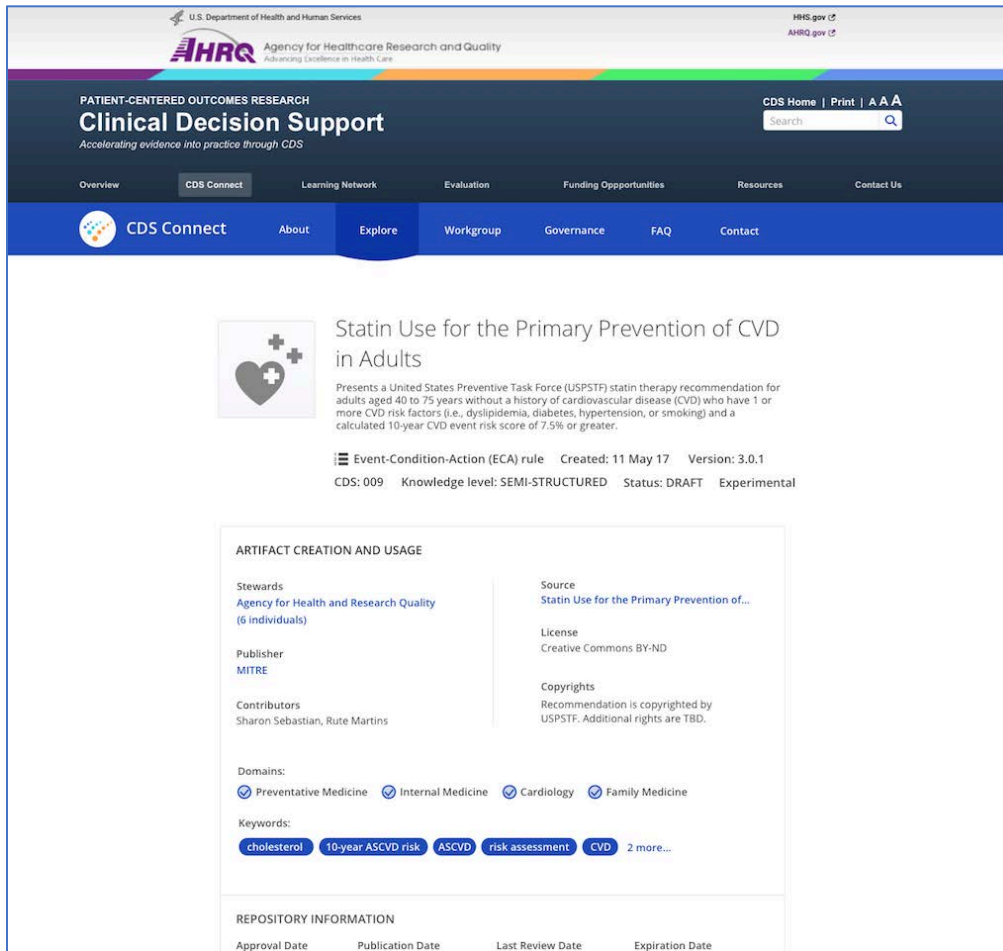 U.S. Department of Health and Human Services
HHS.gov
AHRQ.gov
AHRQ
Agency for Healthcare Research and Quality
Advancing Excellence in Health Care
PATIENT-CENTERED OUTCOMES RESEARCH
Clinical Decision Support
Accelerating evidence into practice through CDS
CDS Home | Print | A A A
Search
Overview CDS Connect Learning Network Evaluation Funding Oppportunities Resources Contact Us
CDS Connect About Explore Workgroup Governance FAQ Contact
Statin Use for the Primary Prevention of CVD
in Adults
Presents a United States Preventive Task Force (USPSTF) statin therapy recommendation for
adults aged 40 to 75 years without a history of cardiovascular disease (CVD) who have 1 or
more CVD risk factors (i.e., dyslipidemia, diabetes, hypertension, or smoking) and a
calculated 10-year CVD event risk score of 7.5% or greater.
Event-Condition-Action (ECA) rule Created: 11 May 17 Version: 3.0.1
CDS: 009 Knowledge level: SEMI-STRUCTURED Status: DRAFT Experimental
ARTIFACT CREATION AND USAGE
Stewards
Agency for Health and Research Quality
(6 individuals)
Publisher
MITRE
Contributors
Sharon Sebastian, Rute Martins
Source
Statin Use for the Primary Prevention of...
License
Creative Commons BY-ND
Copyrights
Recommendation is copyrighted by
USPSTF. Additional rights are TBD.
Domains:
Preventative Medicine Internal Medicine Cardiology Family Medicine
Keywords:
cholesterol 10-year ASCVD risk ASCVD risk assessment CVD 2 more...
REPOSITORY INFORMATION
Approval Date Publication Date Last Review Date Expiration Date